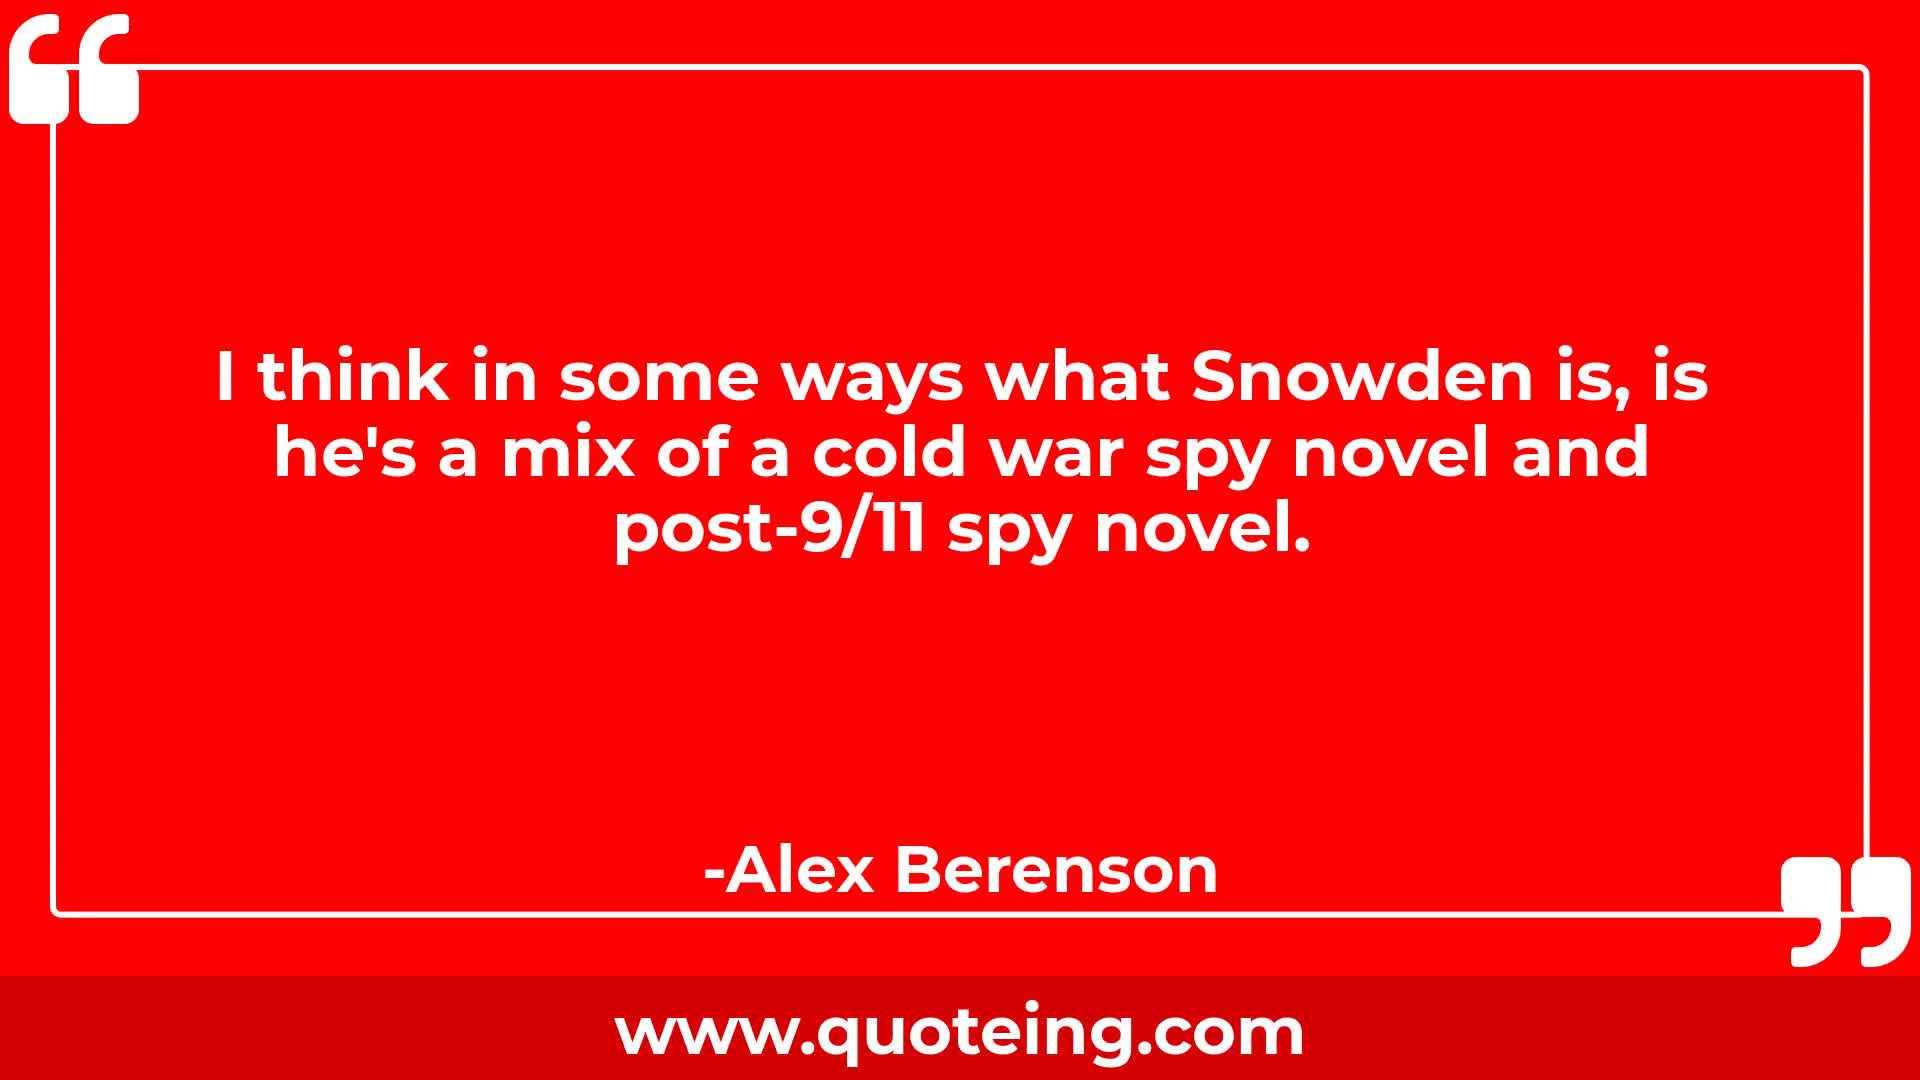 I think in some ways what Snowden is, is
he's a mix of a cold war spy novel and
post-9/11 spy novel.
-Alex Berenson
www.quoteing.com